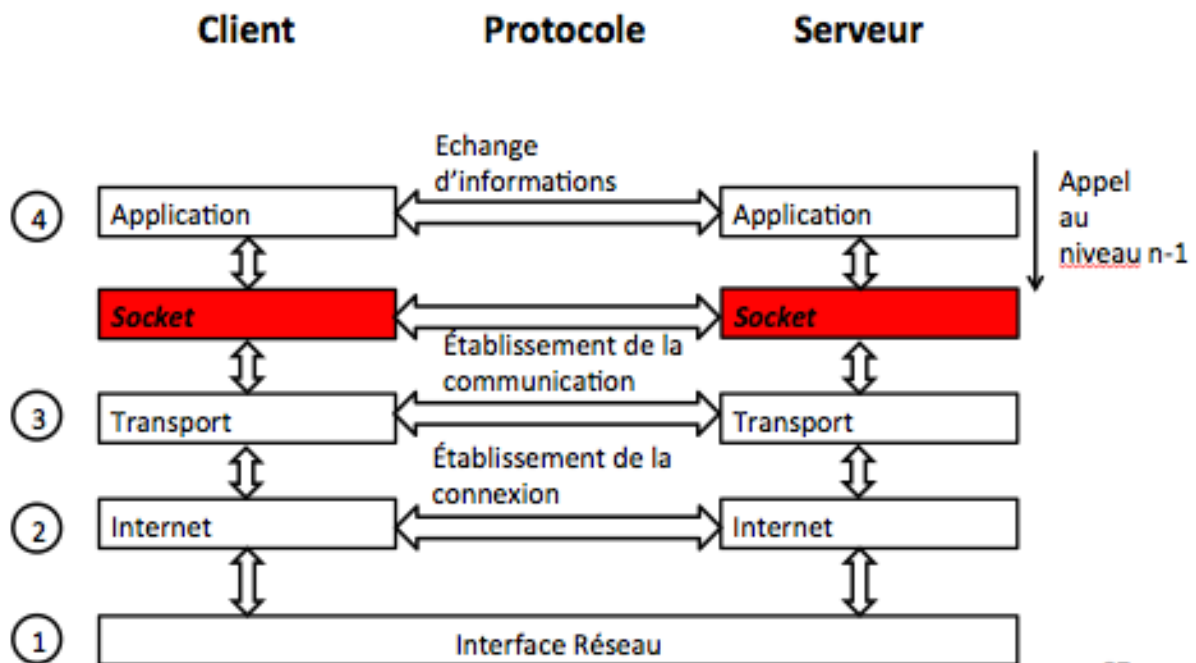 Client Protocole Serveur
Echange
d'informations
4 Application Application
Appel
au
niveau n-1
Socket Socket
Établissement de la
communication
3 Transport Transport
Établissement de la
connexion
2 Internet Internet
1 Interface Réseau